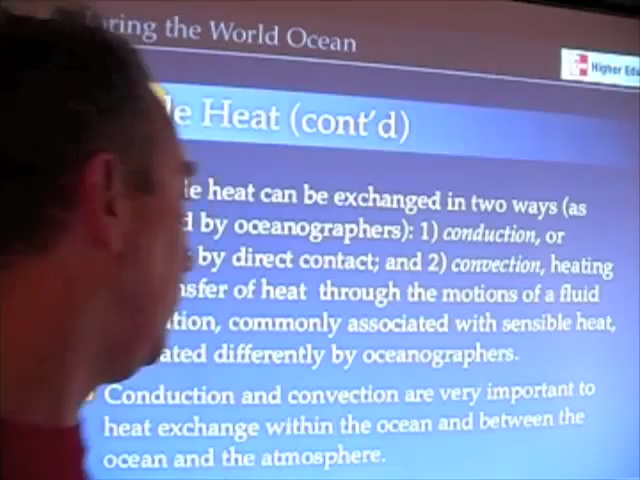 ring the World Ocean
Higher Edu
le Heat (cont'd)
le heat can be exchanged in two ways (as
d by oceanographers): 1) conduction, or
by direct contact; and 2) convection, heating
nsfer of heat through the motions of a fluid
tion, commonly associated with sensible heat,
ated differently by oceanographers.
Conduction and convection are very important to
heat exchange within the ocean and between the
ocean and the atmosphere.